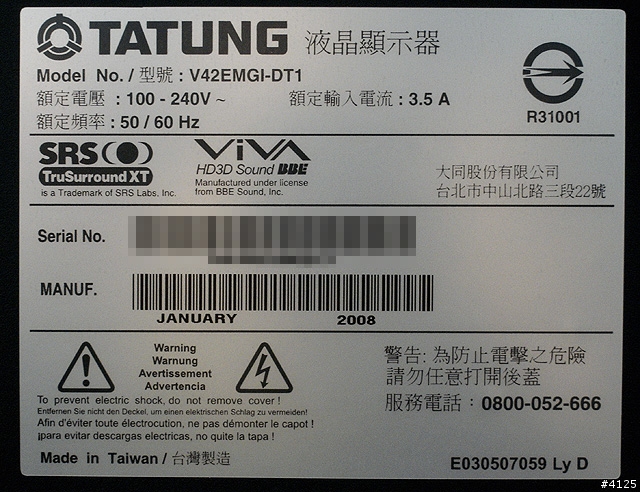 TATUNG 液晶顯示器
Model No. / 型號 : V42EMGI-DT1
額定電壓 : 100 - 240V ~ 額定輸入電流 : 3.5 A
額定頻率 : 50 / 60 Hz
R31001
SRS
TruSurround XT
is a Trademark of SRS Labs, Inc.
ViVA
HD3D Sound BBE
Manufactured under license
from BBE Sound, Inc.
大同股份有限公司
台北市中山北路三段22號
Serial No.
MANUF.
JANUARY 2008
Warning
Warnung
Avertissement
Advertencia
To prevent electric shock, do not remove cover !
Entfernen Sie nicht den Deckel, um einen elektrischen Schlag zu vermeiden!
Afin d'éviter toute électrocution, ne pas démonter le capot !
¡para evitar descargas electricas, no quite la tapa !
警告: 為防止電擊之危險
請勿任意打開後蓋
服務電話 : 0800-052-666
Made in Taiwan / 台灣製造
E030507059 Ly D
#4125